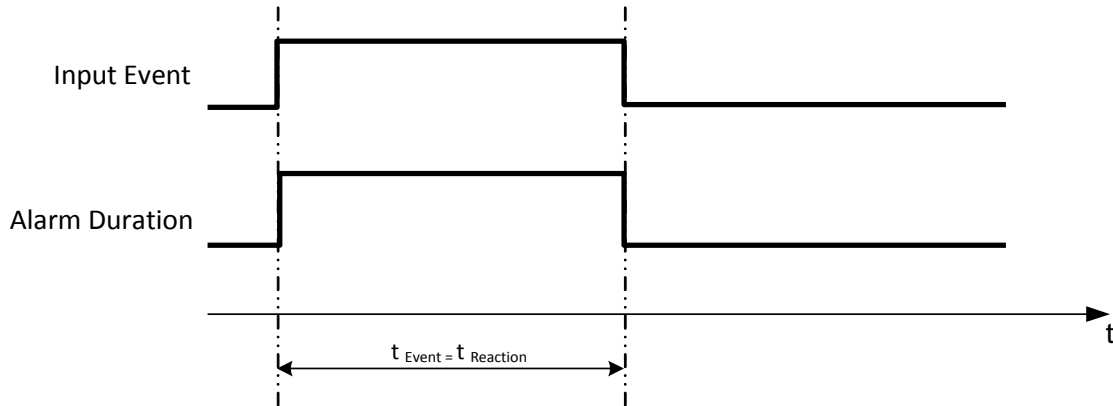 Input Event
Alarm Duration
t
t Event = t Reaction